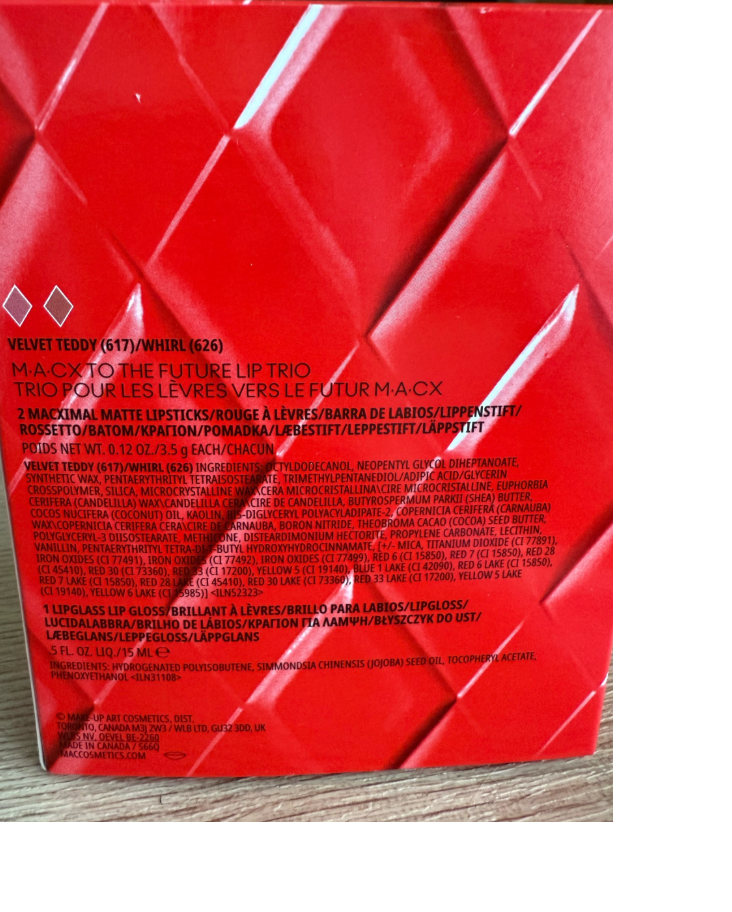 VELVET TEDDY (617)/WHIRL (626)
M·A·CX TO THE FUTURE LIP TRIO
TRIO POUR LES LÈVRES VERS LE FUTUR M·A·CX
2 MACXIMAL MATTE LIPSTICKS/ROUGE À LÈVRES/BARRA DE LABIOS/LIPPENSTIFT/
ROSSETTO/BATOM/ΚΡΑΓΙΟΝ/POMADKA/LÆBESTIFT/LEPPESTIFT/LÄPPSTIFT
POIDS NET WT. 0.12 OZ./3.5 g EACH/CHACUN
VELVET TEDDY (617)/WHIRL (626) INGREDIENTS: OCTYLDODECANOL, NEOPENTYL GLYCOL DIHEPTANOATE,
SYNTHETIC WAX, PENTAERYTHRITYL TETRAISOSTEARATE, TRIMETHYLPENTANEDIOL/ADIPIC ACID/GLYCERIN
CROSSPOLYMER, SILICA, MICROCRYSTALLINE WAX\CERA MICROCRISTALLINA\CIRE MICROCRISTALLINE, EUPHORBIA
CERIFERA (CANDELILLA) WAX\CANDELILLA CERA\CIRE DE CANDELILLA, BUTYROSPERMUM PARKII (SHEA) BUTTER,
COCOS NUCIFERA (COCONUT) OIL, KAOLIN, BIS-DIGLYCERYL POLYACYLADIPATE-2, COPERNICIA CERIFERA (CARNAUBA)
WAX\COPERNICIA CERIFERA CERA\CIRE DE CARNAUBA, BORON NITRIDE, THEOBROMA CACAO (COCOA) SEED BUTTER,
POLYGLYCERYL-3 DIISOSTEARATE, METHICONE, DISTEARDIMONIUM HECTORITE, PROPYLENE CARBONATE, LECITHIN,
VANILLIN, PENTAERYTHRITYL TETRA-DI-T-BUTYL HYDROXYHYDROCINNAMATE, [+/- MICA, TITANIUM DIOXIDE (CI 77891),
IRON OXIDES (CI 77491), IRON OXIDES (CI 77492), IRON OXIDES (CI 77499), RED 6 (CI 15850), RED 7 (CI 15850), RED 28
(CI 45410), RED 30 (CI 73360), RED 33 (CI 17200), YELLOW 5 (CI 19140), BLUE 1 LAKE (CI 42090), RED 6 LAKE (CI 15850),
RED 7 LAKE (CI 15850), RED 28 LAKE (CI 45410), RED 30 LAKE (CI 73360), RED 33 LAKE (CI 17200), YELLOW 5 LAKE
(CI 19140), YELLOW 6 LAKE (CI 15985)] <ILN52323>
1 LIPGLASS LIP GLOSS/BRILLANT À LÈVRES/BRILLO PARA LABIOS/LIPGLOSS/
LUCIDALABBRA/BRILHO DE LÁBIOS/ΚΡΑΓΙΟΝ ΓΙΑ ΛΑΜΨΗ/BŁYSZCZYK DO UST/
LÆBEGLANS/LEPPEGLOSS/LÄPPGLANS
.5 FL. OZ. LIQ./15 ML ℮
INGREDIENTS: HYDROGENATED POLYISOBUTENE, SIMMONDSIA CHINENSIS (JOJOBA) SEED OIL, TOCOPHERYL ACETATE,
PHENOXYETHANOL <ILN31108>
© MAKE-UP ART COSMETICS, DIST.
TORONTO, CANADA M3J 2W3 / WLB LTD, GU32 3DD, UK
WLBS NV, OEVEL BE-2260
MADE IN CANADA / S66Q
MACCOSMETICS.COM